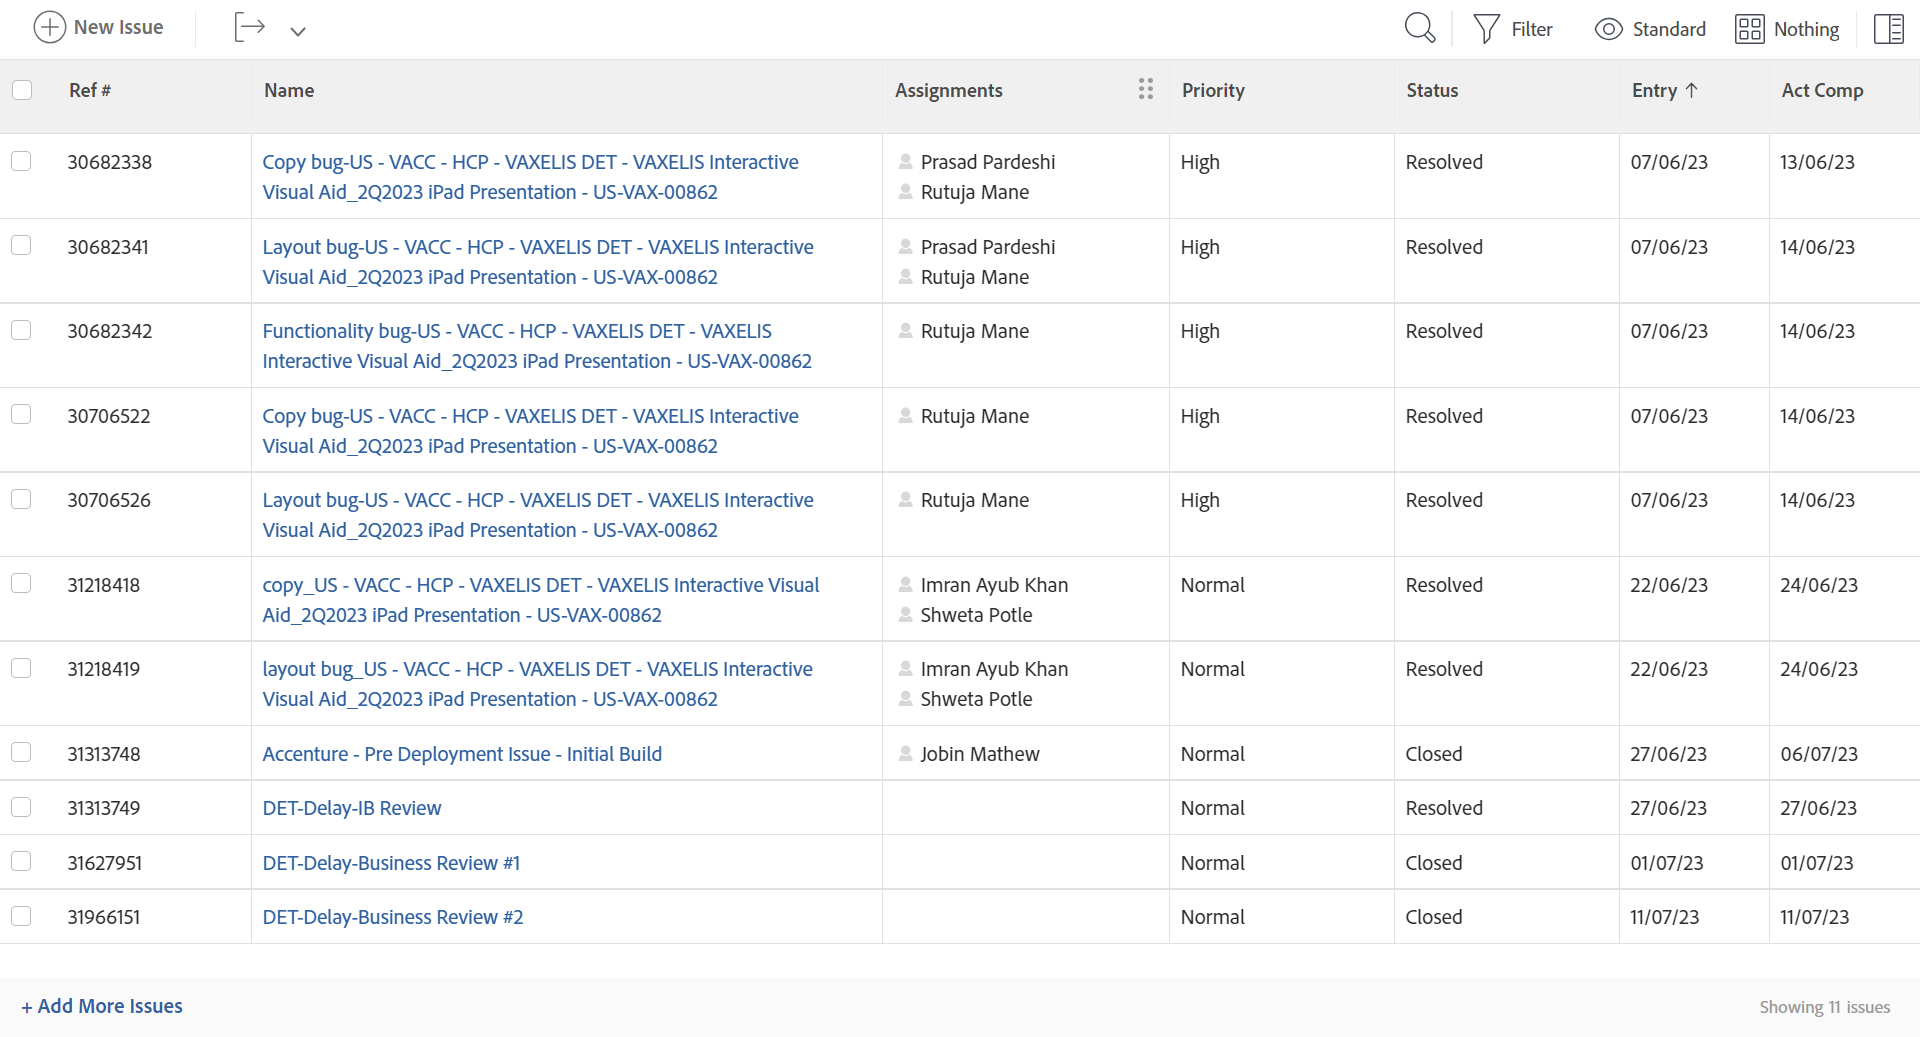 New Issue
Filter
Standard
Nothing
Ref # Name Assignments Priority Status Entry ↑ Act Comp
30682338 Copy bug-US - VACC - HCP - VAXELIS DET - VAXELIS Interactive Prasad Pardeshi High Resolved 07/06/23 13/06/23
Visual Aid_2Q2023 iPad Presentation - US-VAX-00862 Rutuja Mane
30682341 Layout bug-US - VACC - HCP - VAXELIS DET - VAXELIS Interactive Prasad Pardeshi High Resolved 07/06/23 14/06/23
Visual Aid_2Q2023 iPad Presentation - US-VAX-00862 Rutuja Mane
30682342 Functionality bug-US - VACC - HCP - VAXELIS DET - VAXELIS Rutuja Mane High Resolved 07/06/23 14/06/23
Interactive Visual Aid_2Q2023 iPad Presentation - US-VAX-00862
30706522 Copy bug-US - VACC - HCP - VAXELIS DET - VAXELIS Interactive Rutuja Mane High Resolved 07/06/23 14/06/23
Visual Aid_2Q2023 iPad Presentation - US-VAX-00862
30706526 Layout bug-US - VACC - HCP - VAXELIS DET - VAXELIS Interactive Rutuja Mane High Resolved 07/06/23 14/06/23
Visual Aid_2Q2023 iPad Presentation - US-VAX-00862
31218418 copy_US - VACC - HCP - VAXELIS DET - VAXELIS Interactive Visual Imran Ayub Khan Normal Resolved 22/06/23 24/06/23
Aid_2Q2023 iPad Presentation - US-VAX-00862 Shweta Potle
31218419 layout bug_US - VACC - HCP - VAXELIS DET - VAXELIS Interactive Imran Ayub Khan Normal Resolved 22/06/23 24/06/23
Visual Aid_2Q2023 iPad Presentation - US-VAX-00862 Shweta Potle
31313748 Accenture - Pre Deployment Issue - Initial Build Jobin Mathew Normal Closed 27/06/23 06/07/23
31313749 DET-Delay-IB Review Normal Resolved 27/06/23 27/06/23
31627951 DET-Delay-Business Review #1 Normal Closed 01/07/23 01/07/23
31966151 DET-Delay-Business Review #2 Normal Closed 11/07/23 11/07/23
+ Add More Issues
Showing 11 issues